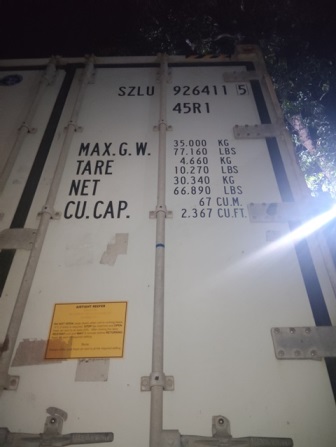 SZLU 926411 5
45R1
MAX.G.W. 35.000 KG
77.160 LBS
TARE 4.660 KG
10.270 LBS
NET 30.340 KG
66.890 LBS
CU.CAP. 67 CU.M.
2.367 CU.FT.